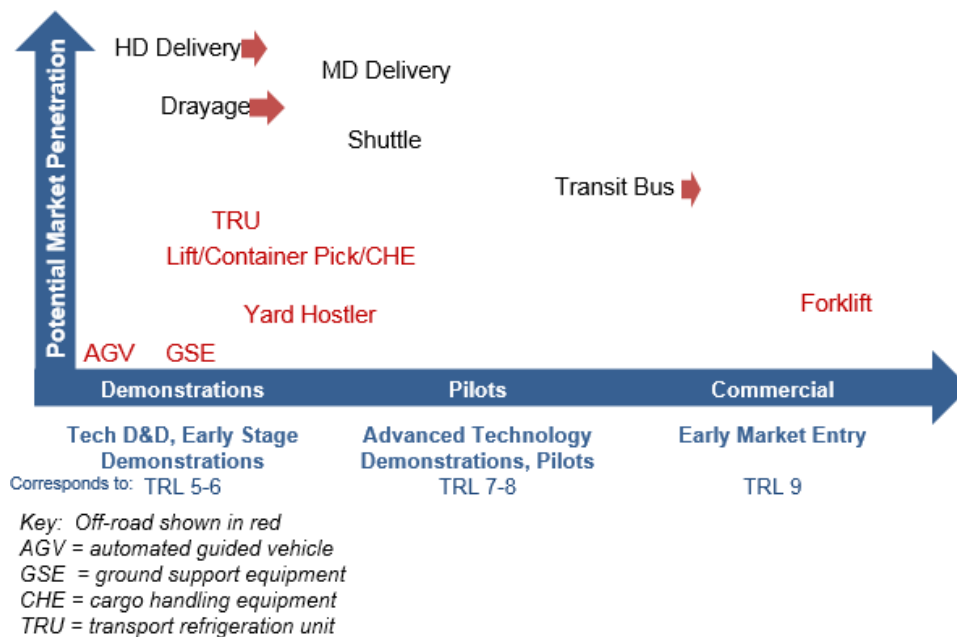 Potential Market Penetration
HD Delivery
MD Delivery
Drayage
Shuttle
Transit Bus
TRU
Lift/Container Pick/CHE
Forklift
Yard Hostler
AGV
GSE
Demonstrations
Pilots
Commercial
Tech D&D, Early Stage
Demonstrations
Advanced Technology
Demonstrations, Pilots
Early Market Entry
Corresponds to: TRL 5-6
TRL 7-8
TRL 9
Key: Off-road shown in red
AGV = automated guided vehicle
GSE = ground support equipment
CHE = cargo handling equipment
TRU = transport refrigeration unit